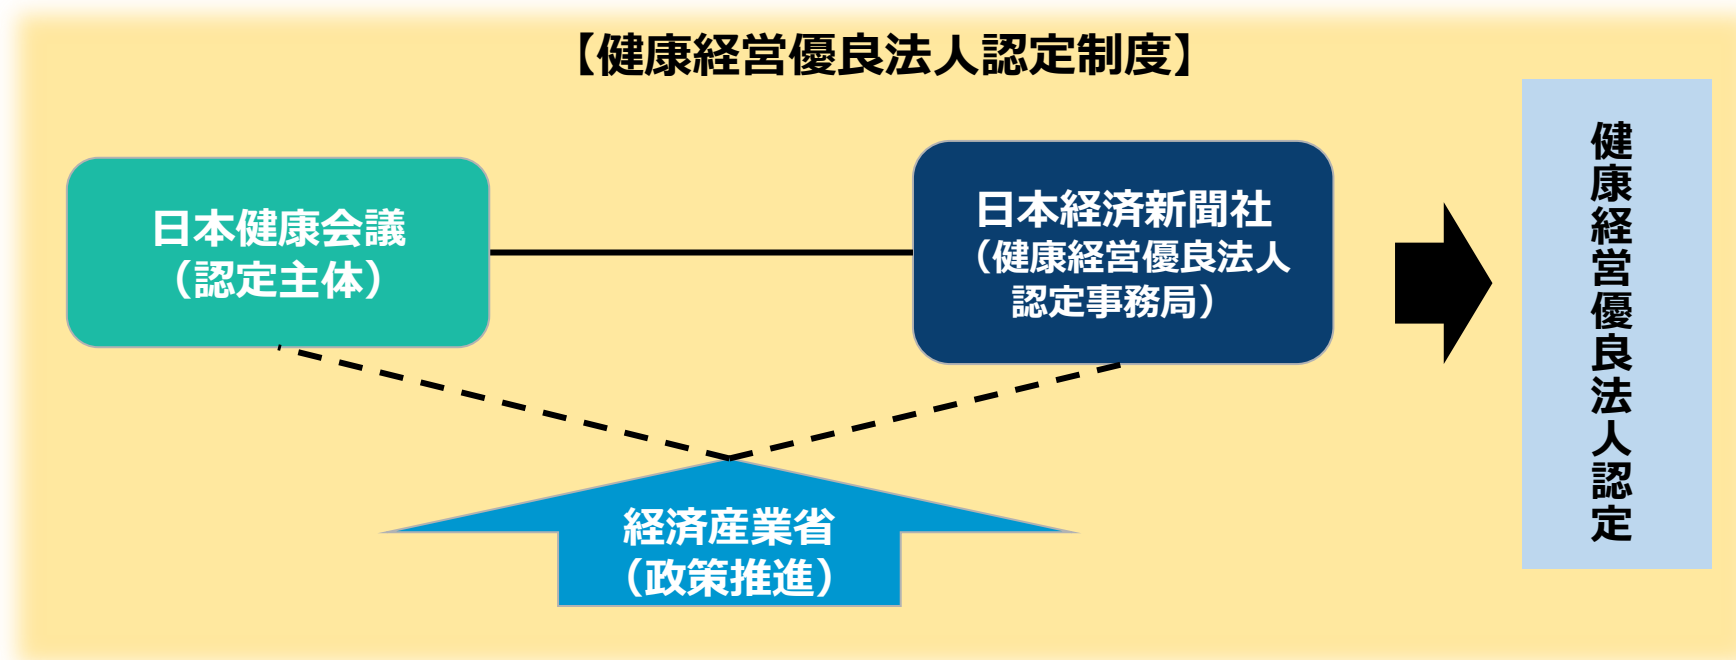 【健康経営優良法人認定制度】
日本健康会議
（認定主体）
日本経済新聞社
（健康経営優良法人
認定事務局）
経済産業省
（政策推進）
健康経営優良法人認定